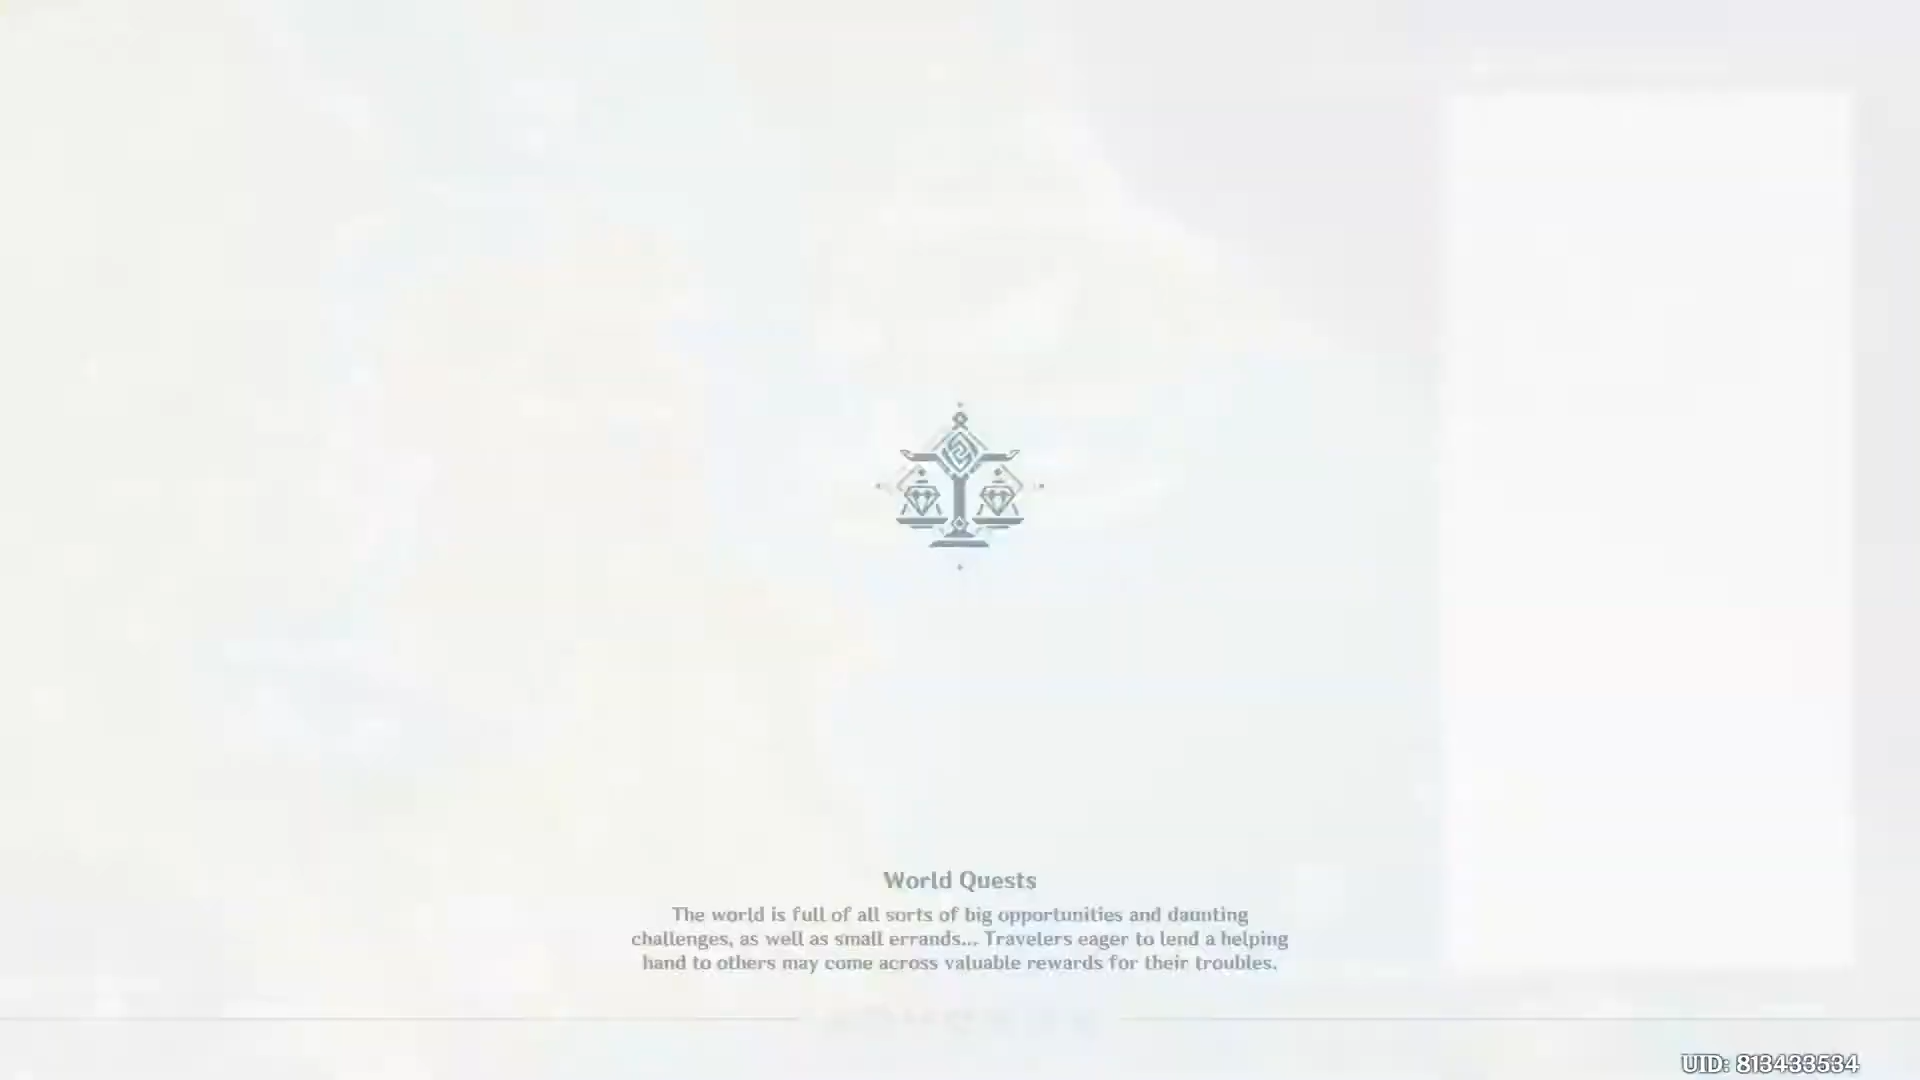 World Quests
The world is full of all sorts of big opportunities and daunting
challenges, as well as small errands... Travelers eager to lend a helping
hand to others may come across valuable rewards for their troubles.
UID: 813433534